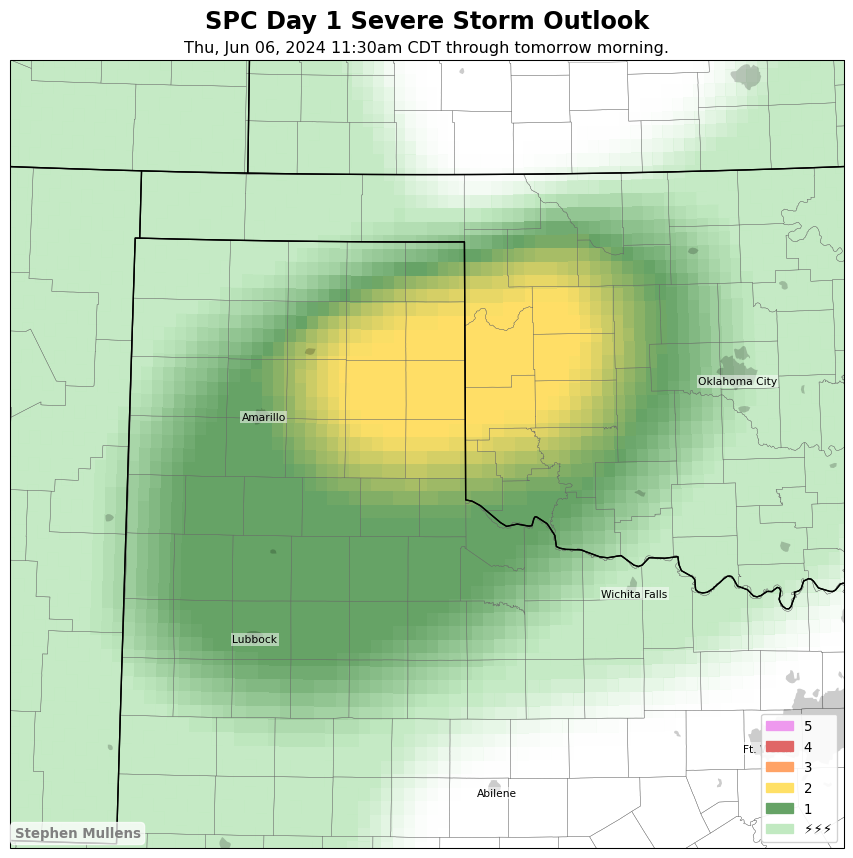 SPC Day 1 Severe Storm Outlook
Thu, Jun 06, 2024 11:30am CDT through tomorrow morning.
Oklahoma City
Amarillo
Wichita Falls
Lubbock
Ft.
Abilene
5
4
3
2
1
⚡⚡⚡
Stephen Mullens